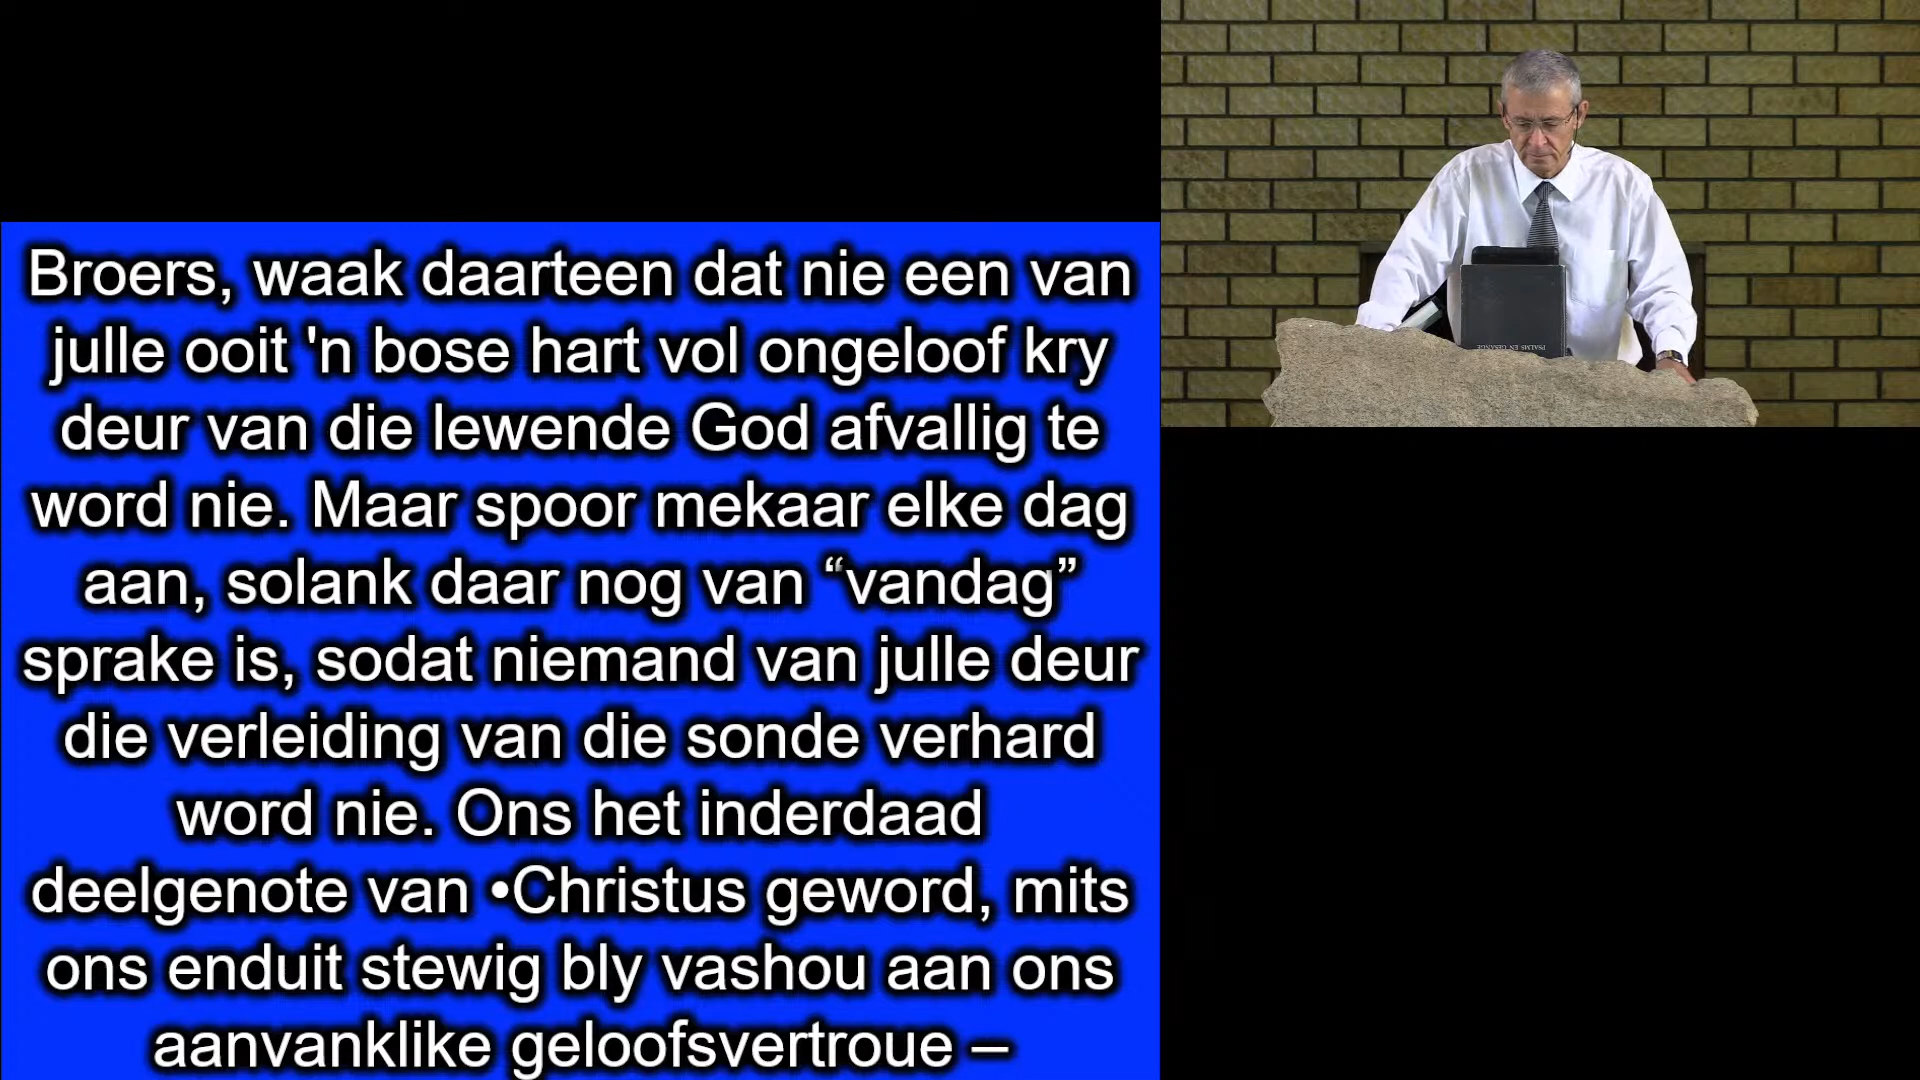 Broers, waak daarteen dat nie een van
julle ooit 'n bose hart vol ongeloof kry
deur van die lewende God afvallig te
word nie. Maar spoor mekaar elke dag
aan, solank daar nog van “vandag”
sprake is, sodat niemand van julle deur
die verleiding van die sonde verhard
word nie. Ons het inderdaad
deelgenote van •Christus geword, mits
ons enduit stewig bly vashou aan ons
aanvanklike geloofsvertroue –
PSALMS EN GESANGE